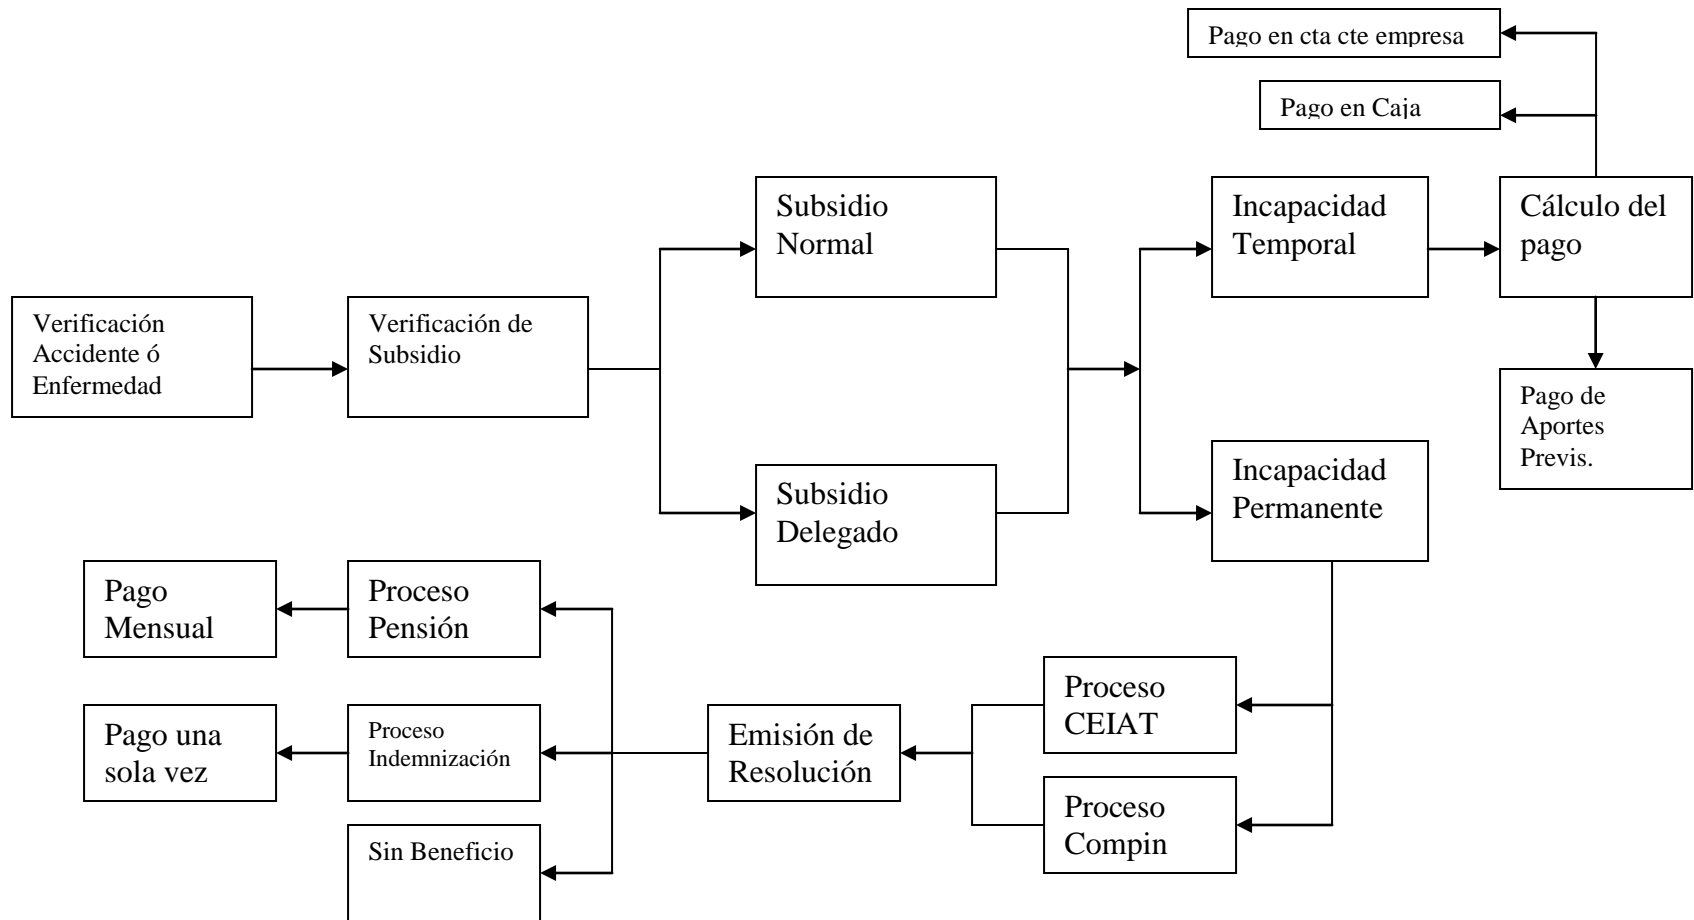 Pago en cta cte empresa
Pago en Caja
Subsidio
Normal
Incapacidad
Temporal
Cálculo del
pago
Verificación
Accidente ó
Enfermedad
Verificación de
Subsidio
Pago de
Aportes
Previs.
Subsidio
Delegado
Incapacidad
Permanente
Pago
Mensual
Proceso
Pensión
Proceso
CEIAT
Pago una
sola vez
Proceso
Indemnización
Emisión de
Resolución
Proceso
Compin
Sin Beneficio